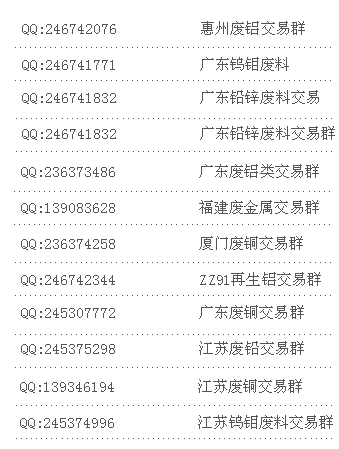 QQ:246742076 惠州废铝交易群
QQ:246741771 广东钨钼废料
QQ:246741832 广东铅锌废料交易
QQ:246741832 广东铅锌废料交易群
QQ:236373486 广东废铝类交易群
QQ:139083628 福建废金属交易群
QQ:236374258 厦门废铜交易群
QQ:246742344 ZZ91再生铝交易群
QQ:245307772 广东废铜交易群
QQ:245375298 江苏废铅交易群
QQ:139346194 江苏废铜交易群
QQ:245374996 江苏钨钼废料交易群